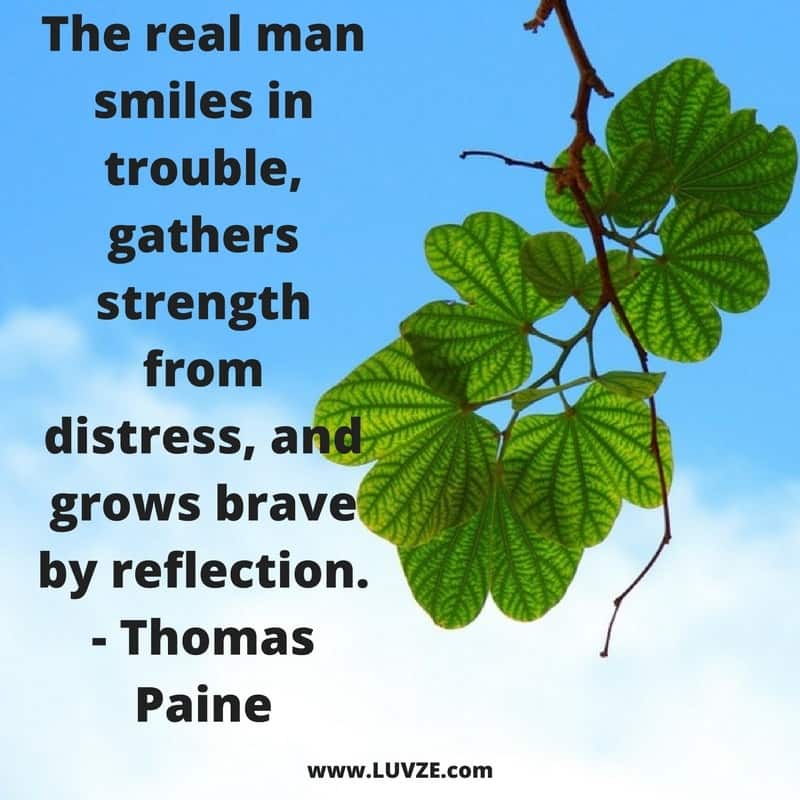 The real man
smiles in
trouble,
gathers
strength
from
distress, and
grows brave
by reflection.
- Thomas
Paine
www.LUVZE.com